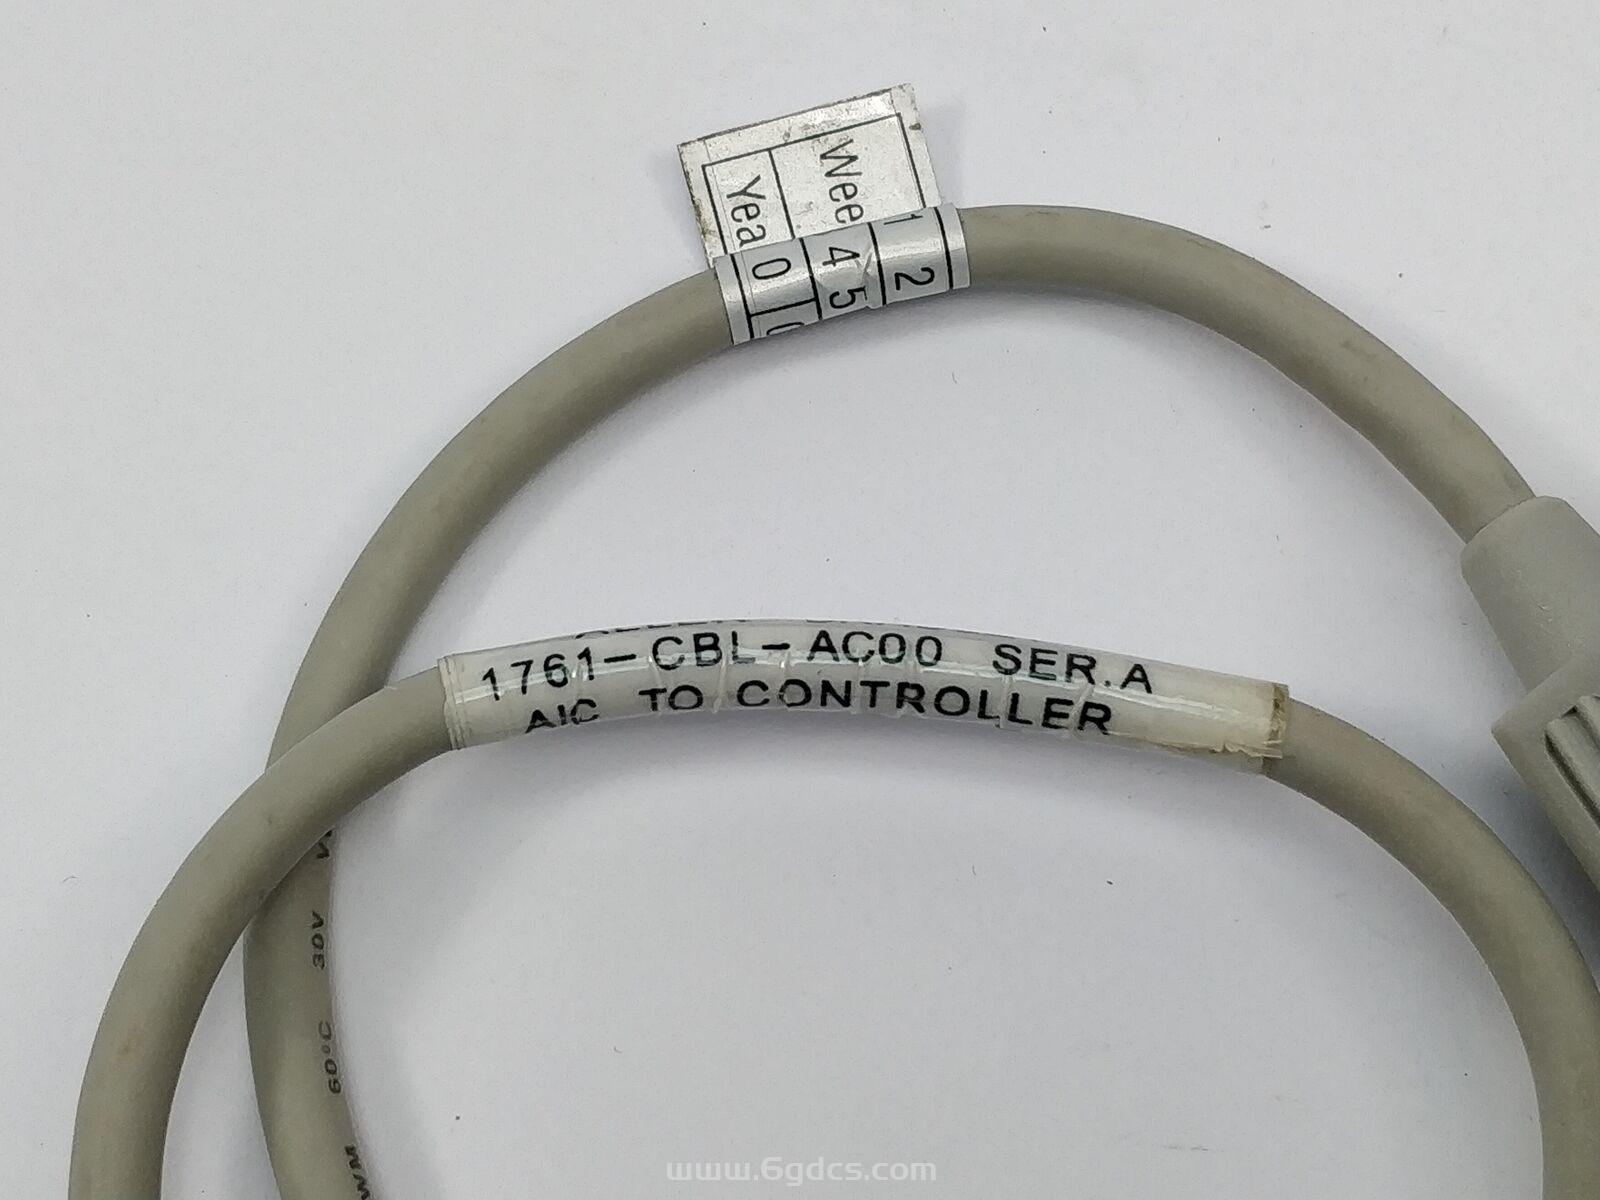 Wee
1 2
4 5
Yea
0 0
1761-CBL-AC00 SER.A
AIC TO CONTROLLER
30V
60°C
www.6gdcs.com